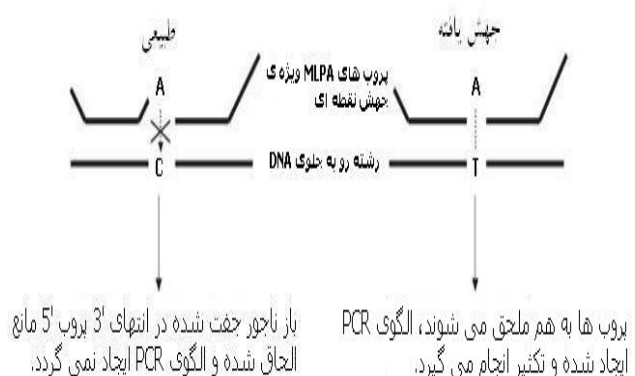 طبیعی
جهش یافته
پروب های MLPA ویژه ی
جهش نقطه ای
A
A
رشته رو به جلوی DNA
C
T
باز ناجور جفت شده در انتهای '3 پروب '5 مانع
الحاق شده و الگوی PCR ایجاد نمی گردد.
پروب ها به هم ملحق می شوند، الگوی PCR
ایجاد شده و تکثیر انجام می گیرد.